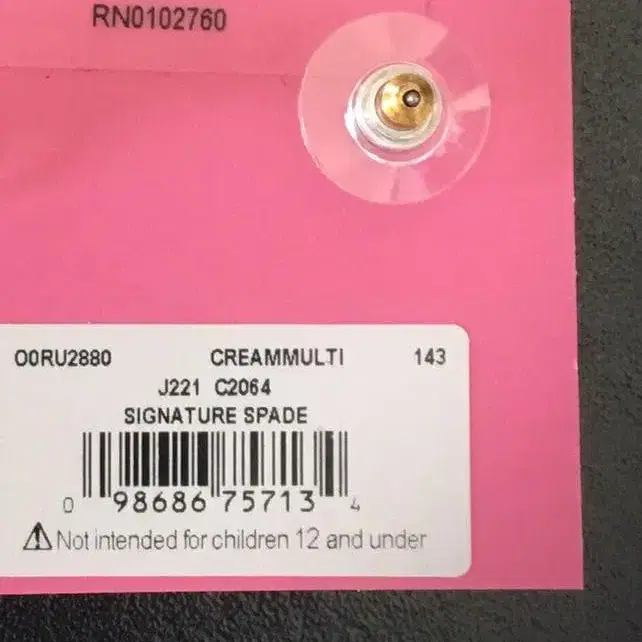 RN0102760
O0RU2880 CREAMMULTI 143
J221 C2064
SIGNATURE SPADE
0 98686 75713 4
⚠ Not intended for children 12 and under